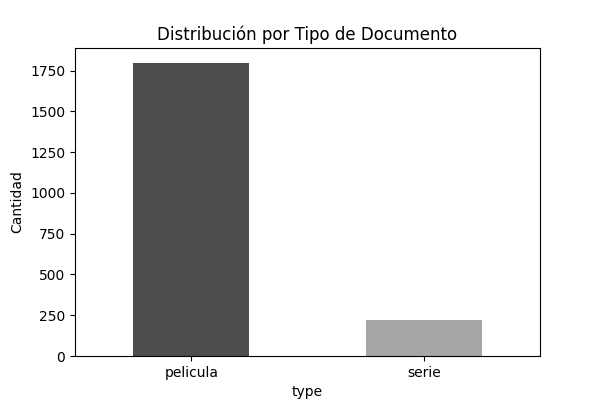 Distribución por Tipo de Documento
Cantidad
1750
1500
1250
1000
750
500
250
0
pelicula
serie
type